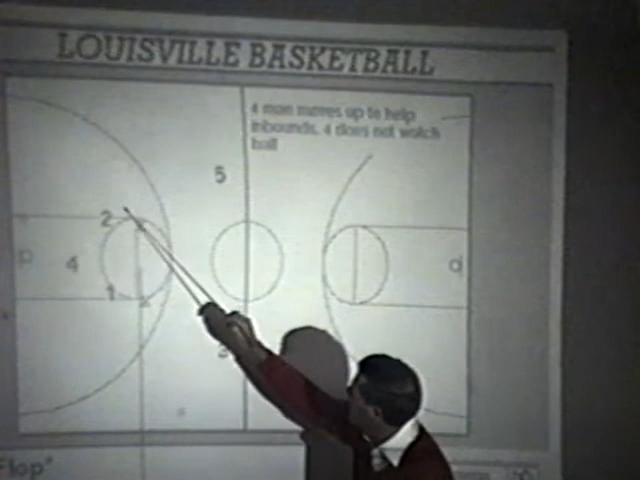 LOUISVILLE BASKETBALL
4 man moves up to help
inbounds, 4 does not watch
ball
5
2
4
1
3
Flop"